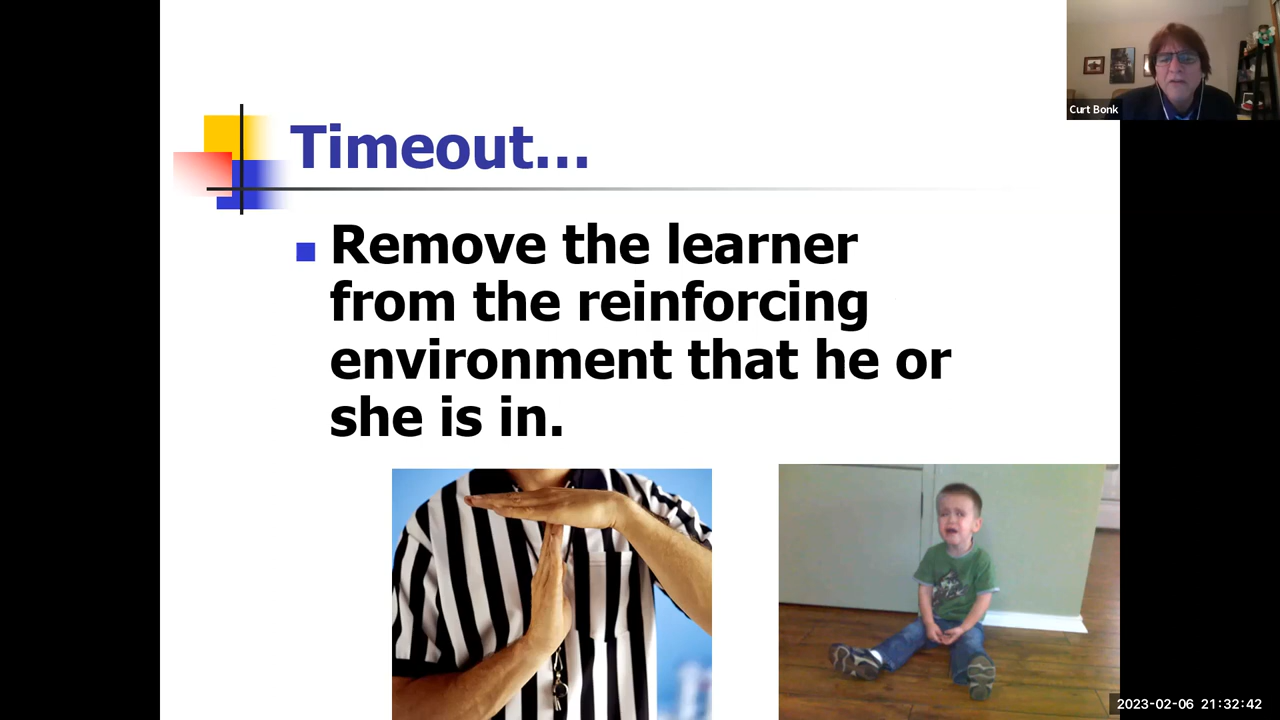 Curt Bonk
Timeout...
Remove the learner
from the reinforcing
environment that he or
she is in.
2023-02-06 21:32:42